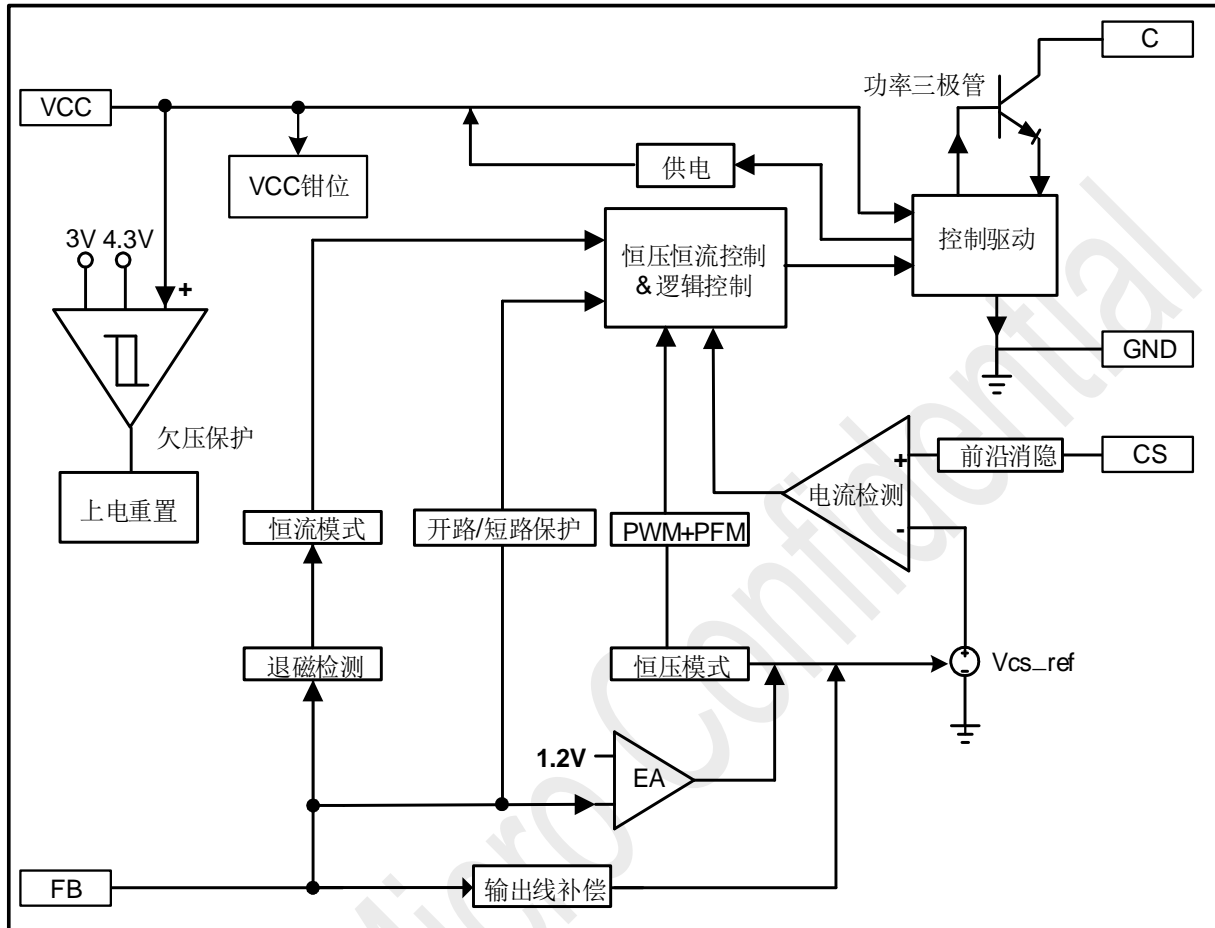 C
功率三极管
VCC
供电
VCC钳位
控制驱动
恒压恒流控制
&逻辑控制
3V 4.3V
+
GND
欠压保护
上电重置
前沿消隐
CS
+
电流检测
-
恒流模式
开路/短路保护
PWM+PFM
退磁检测
恒压模式
+
-
Vcs_ref
1.2V
EA
FB
输出线补偿
Micro Confidential